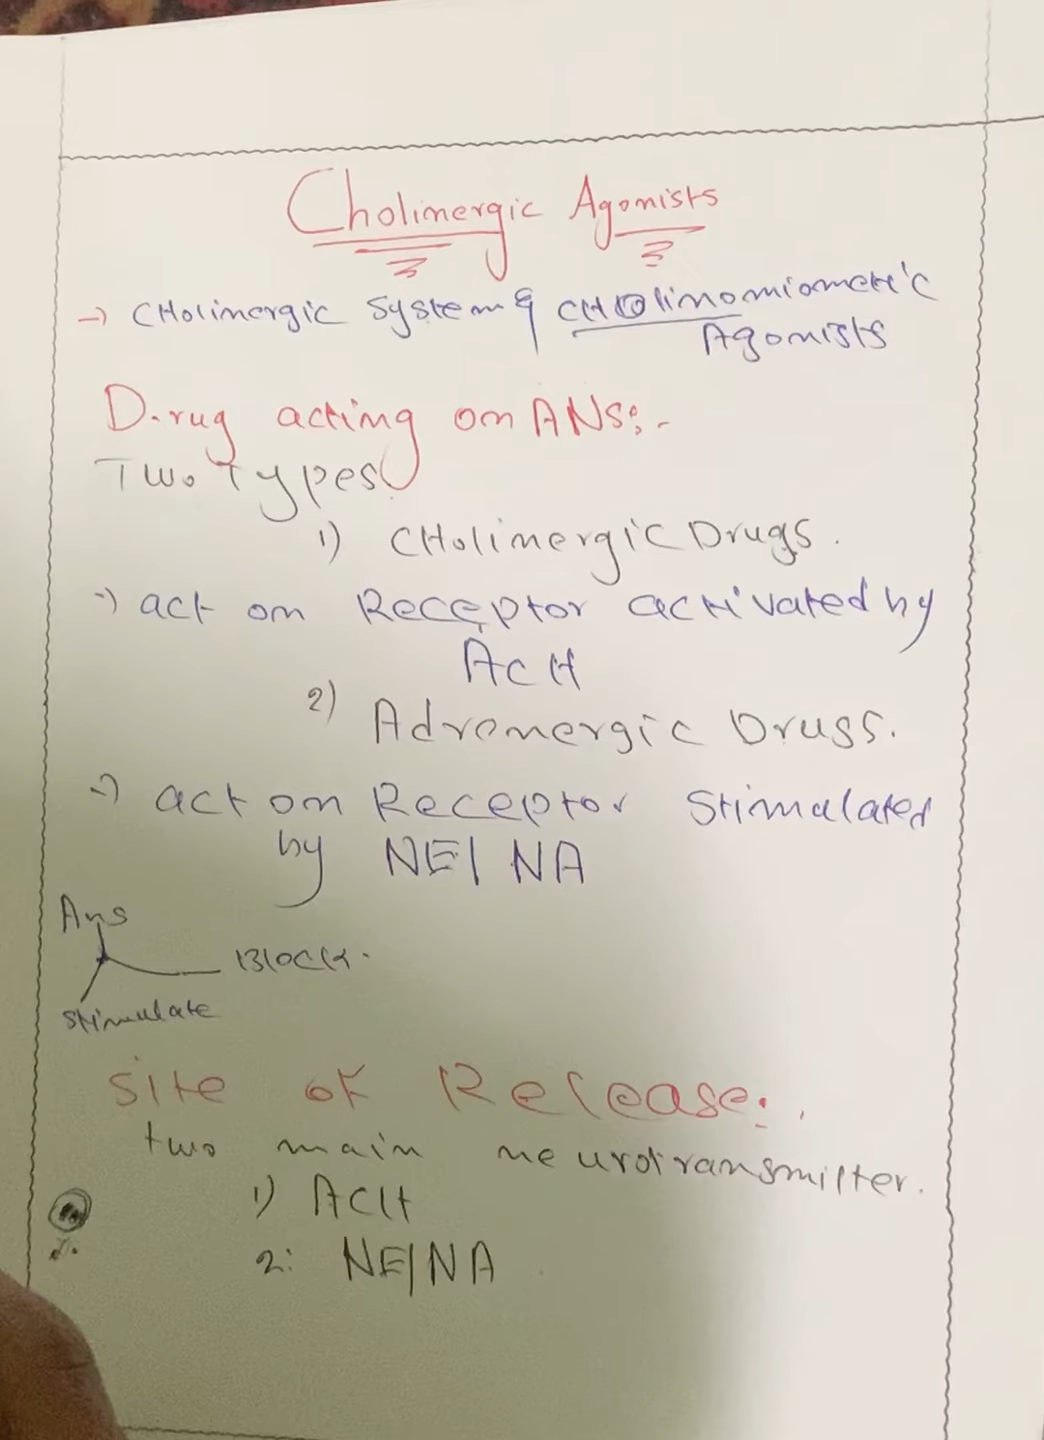 Cholinergic Agonists
→ CHolinergic System & CHOlinomiometric
Agonists
Drug acting on ANS:-
Two Types
1) CHolinergic Drugs.
→ act on Receptor activated by
ACH
2) Adrenergic Drugs.
→ act on Receptor Stimulated
by NE/NA
Ans
Block.
Stimulate
Site of Release:.
two main neurotransmitter.
1) ACH
2: NE/NA